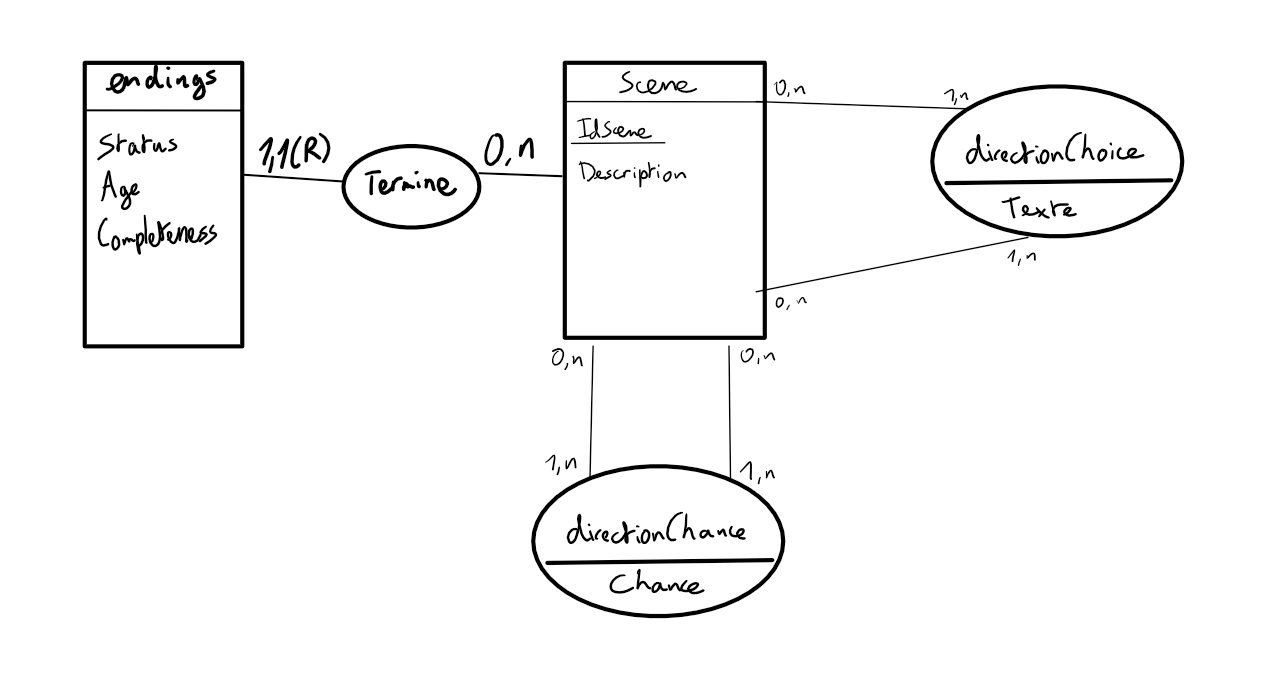 endings
Status
Age
Completeness
1,1(R)
Termine
0,n
Scene
IdScene
Description
0,n
1,n
directionChoice
Texte
1,n
0,n
0,n
0,n
1,n
1,n
directionChance
Chance